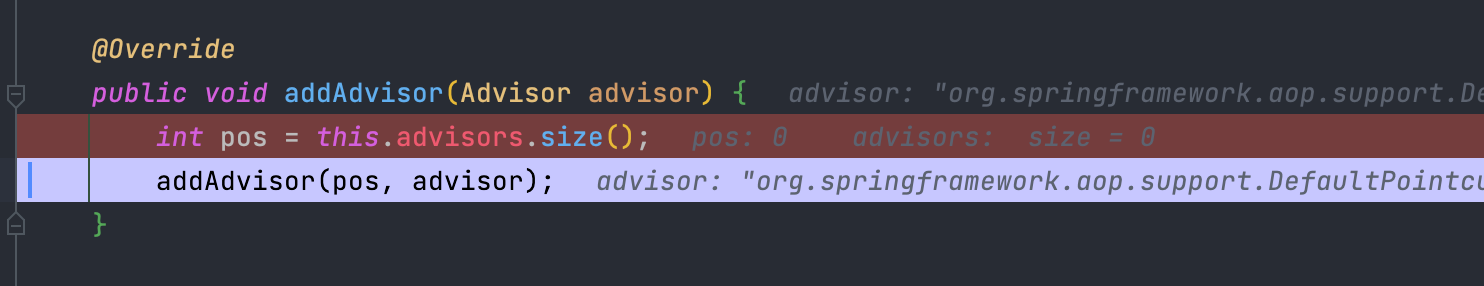 @Override
public void addAdvisor(Advisor advisor) { advisor: "org.springframework.aop.support.De
int pos = this.advisors.size(); pos: 0 advisors: size = 0
addAdvisor(pos, advisor); advisor: "org.springframework.aop.support.DefaultPointcu
}